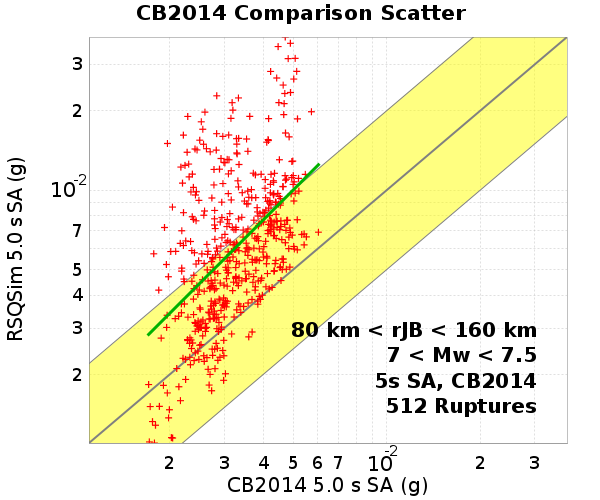 CB2014 Comparison Scatter
3
2
10-2
7
5
4
3
2
RSQSim 5.0 s SA (g)
80 km < rJB < 160 km
7 < Mw < 7.5
5s SA, CB2014
512 Ruptures
2 3 4 5 6 7 10-2 2 3
CB2014 5.0 s SA (g)